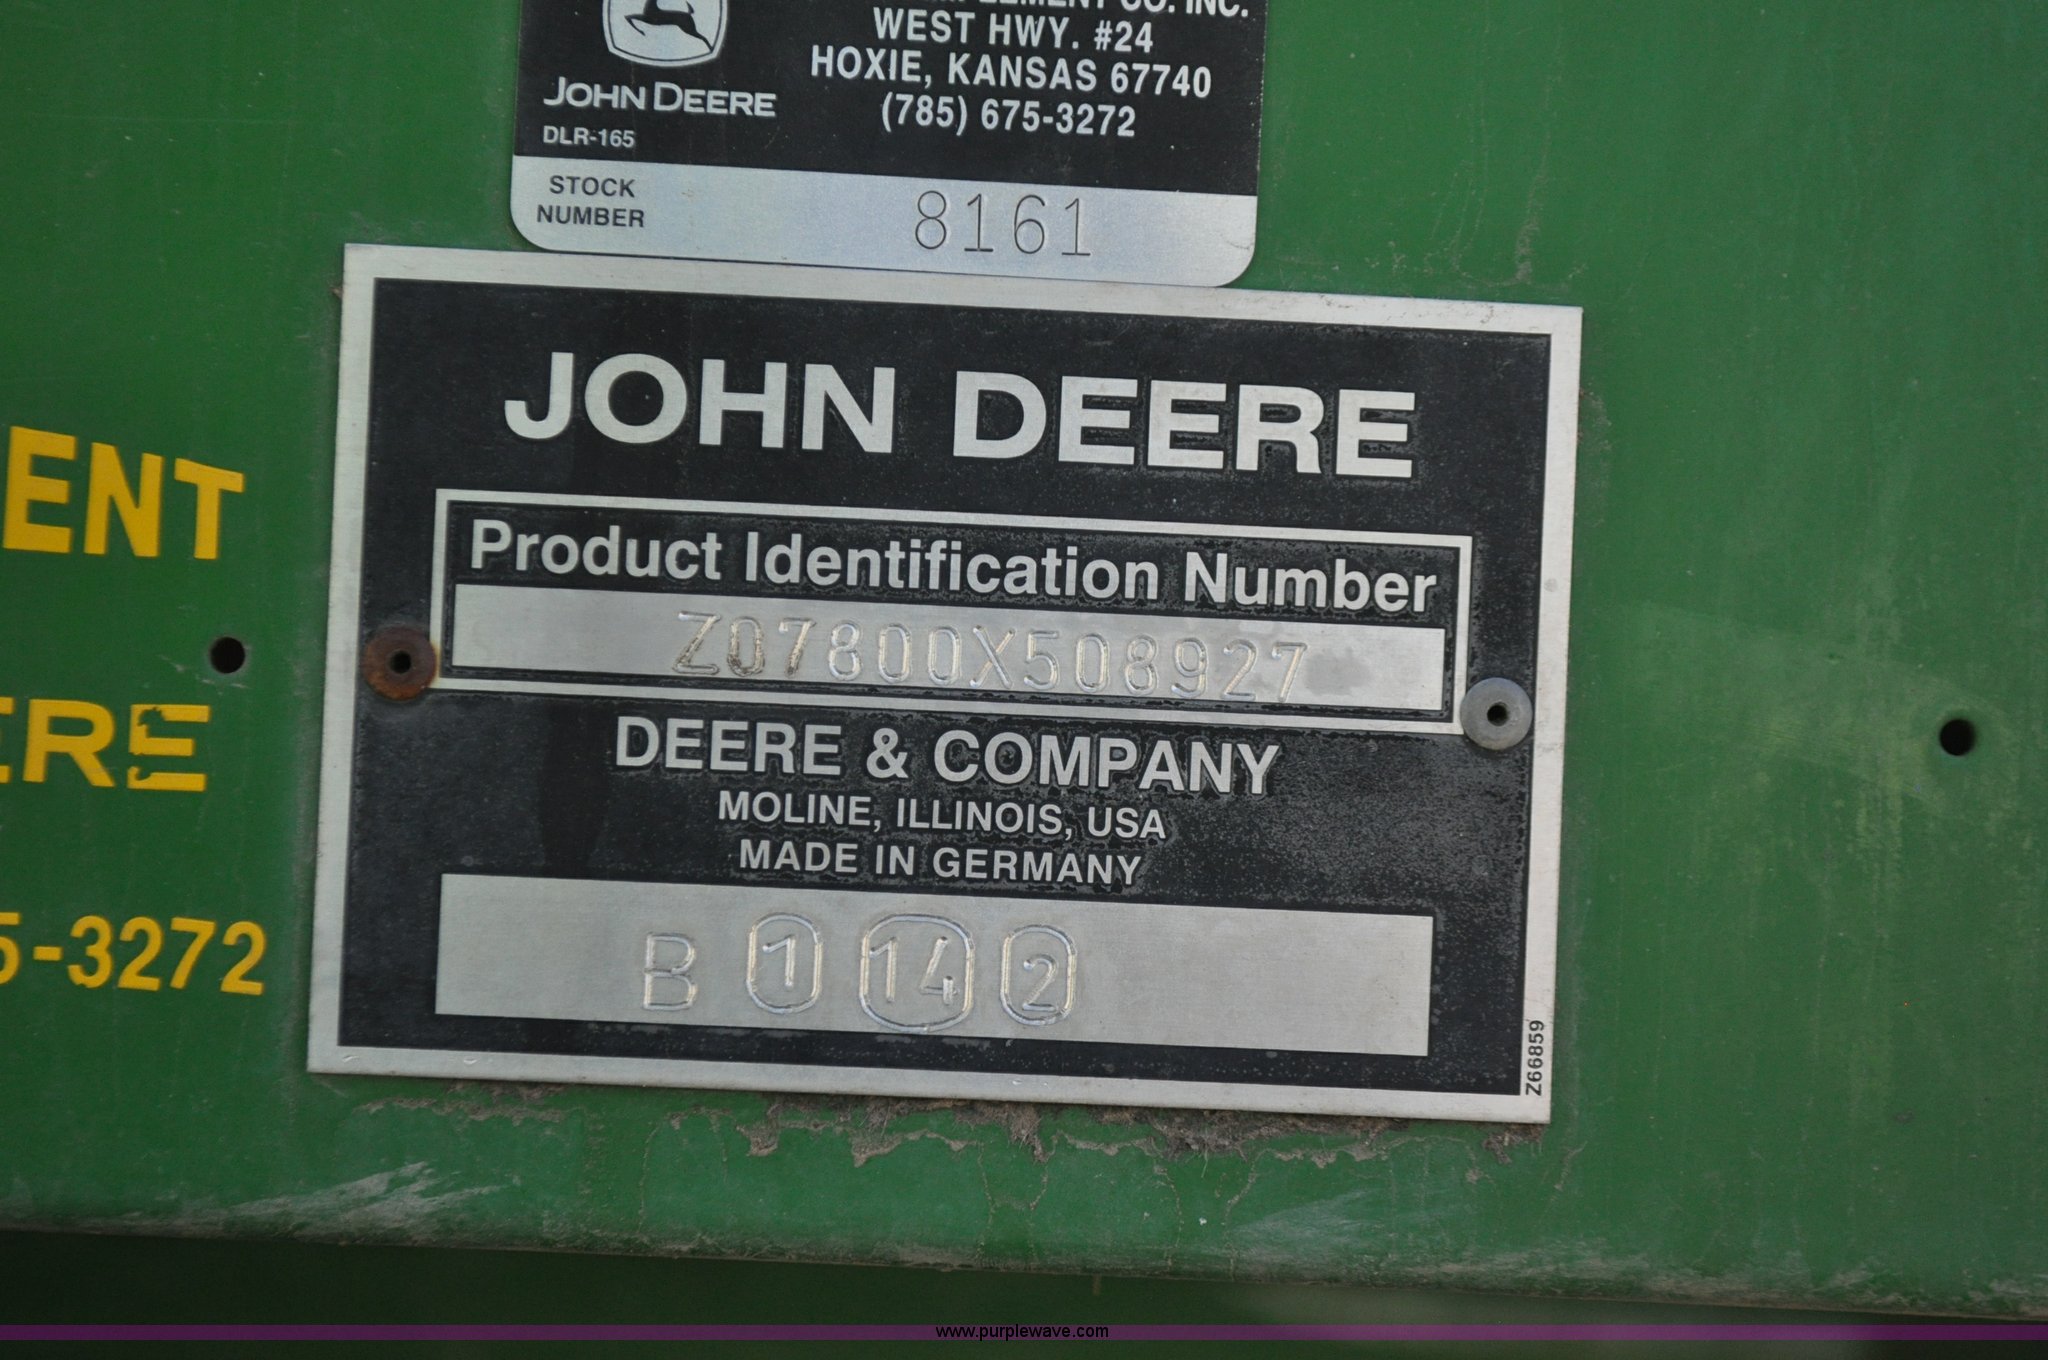 CO. INC.
WEST HWY. #24
HOXIE, KANSAS 67740
(785) 675-3272
JOHN DEERE
DLR-165
STOCK
NUMBER
8161
JOHN DEERE
Product Identification Number
Z07800X508927
DEERE & COMPANY
MOLINE, ILLINOIS, USA
MADE IN GERMANY
B 1 14 2
Z66859
ENT
ERE
5-3272
www.purplewave.com